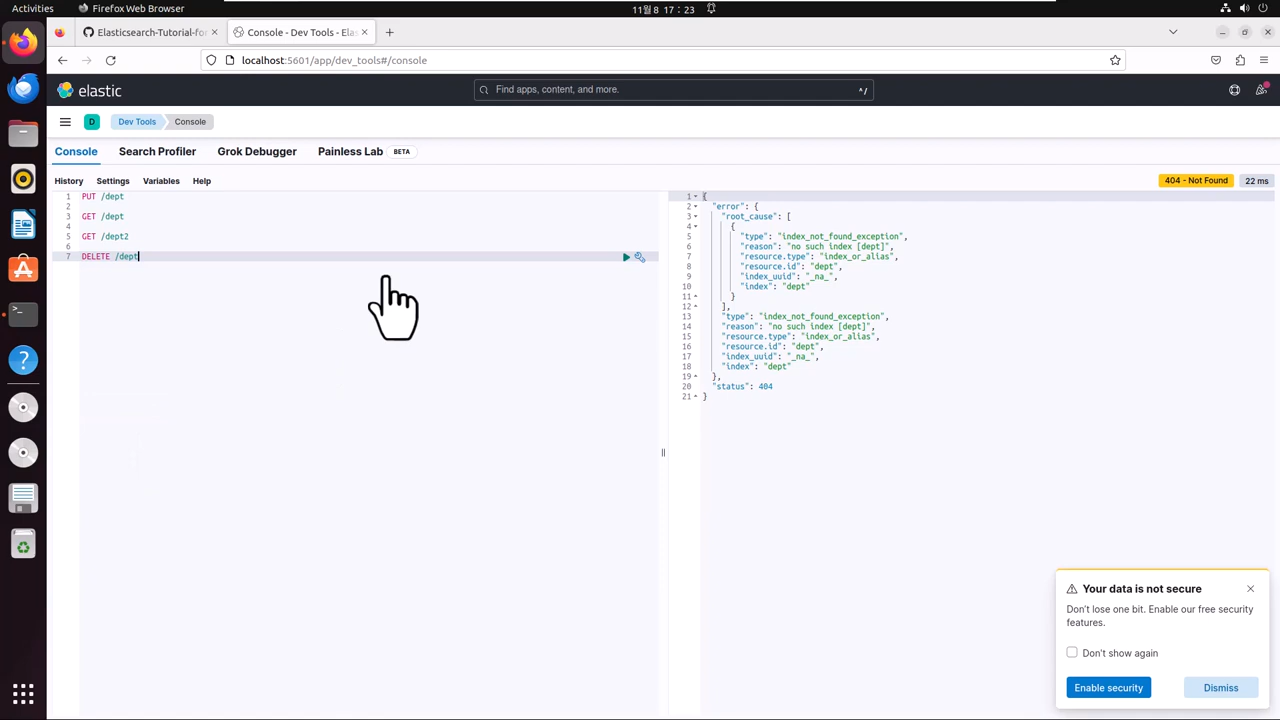 Activities Firefox Web Browser 11월 8 17 : 23
Elasticsearch-Tutorial-for Console - Dev Tools - Elas
localhost:5601/app/dev_tools#/console
elastic Find apps, content, and more. ^/
D Dev Tools Console
Console Search Profiler Grok Debugger Painless Lab BETA
History Settings Variables Help 404 - Not Found 22 ms
1 PUT /dept
2
3 GET /dept
4
5 GET /dept2
6
7 DELETE /dept
1 {
2 "error": {
3 "root_cause": [
4 {
5 "type": "index_not_found_exception",
6 "reason": "no such index [dept]",
7 "resource.type": "index_or_alias",
8 "resource.id": "dept",
9 "index_uuid": "_na_",
10 "index": "dept"
11 }
12 ],
13 "type": "index_not_found_exception",
14 "reason": "no such index [dept]",
15 "resource.type": "index_or_alias",
16 "resource.id": "dept",
17 "index_uuid": "_na_",
18 "index": "dept"
19 },
20 "status": 404
21 }
Your data is not secure
Don't lose one bit. Enable our free security
features.
Don't show again
Enable security Dismiss